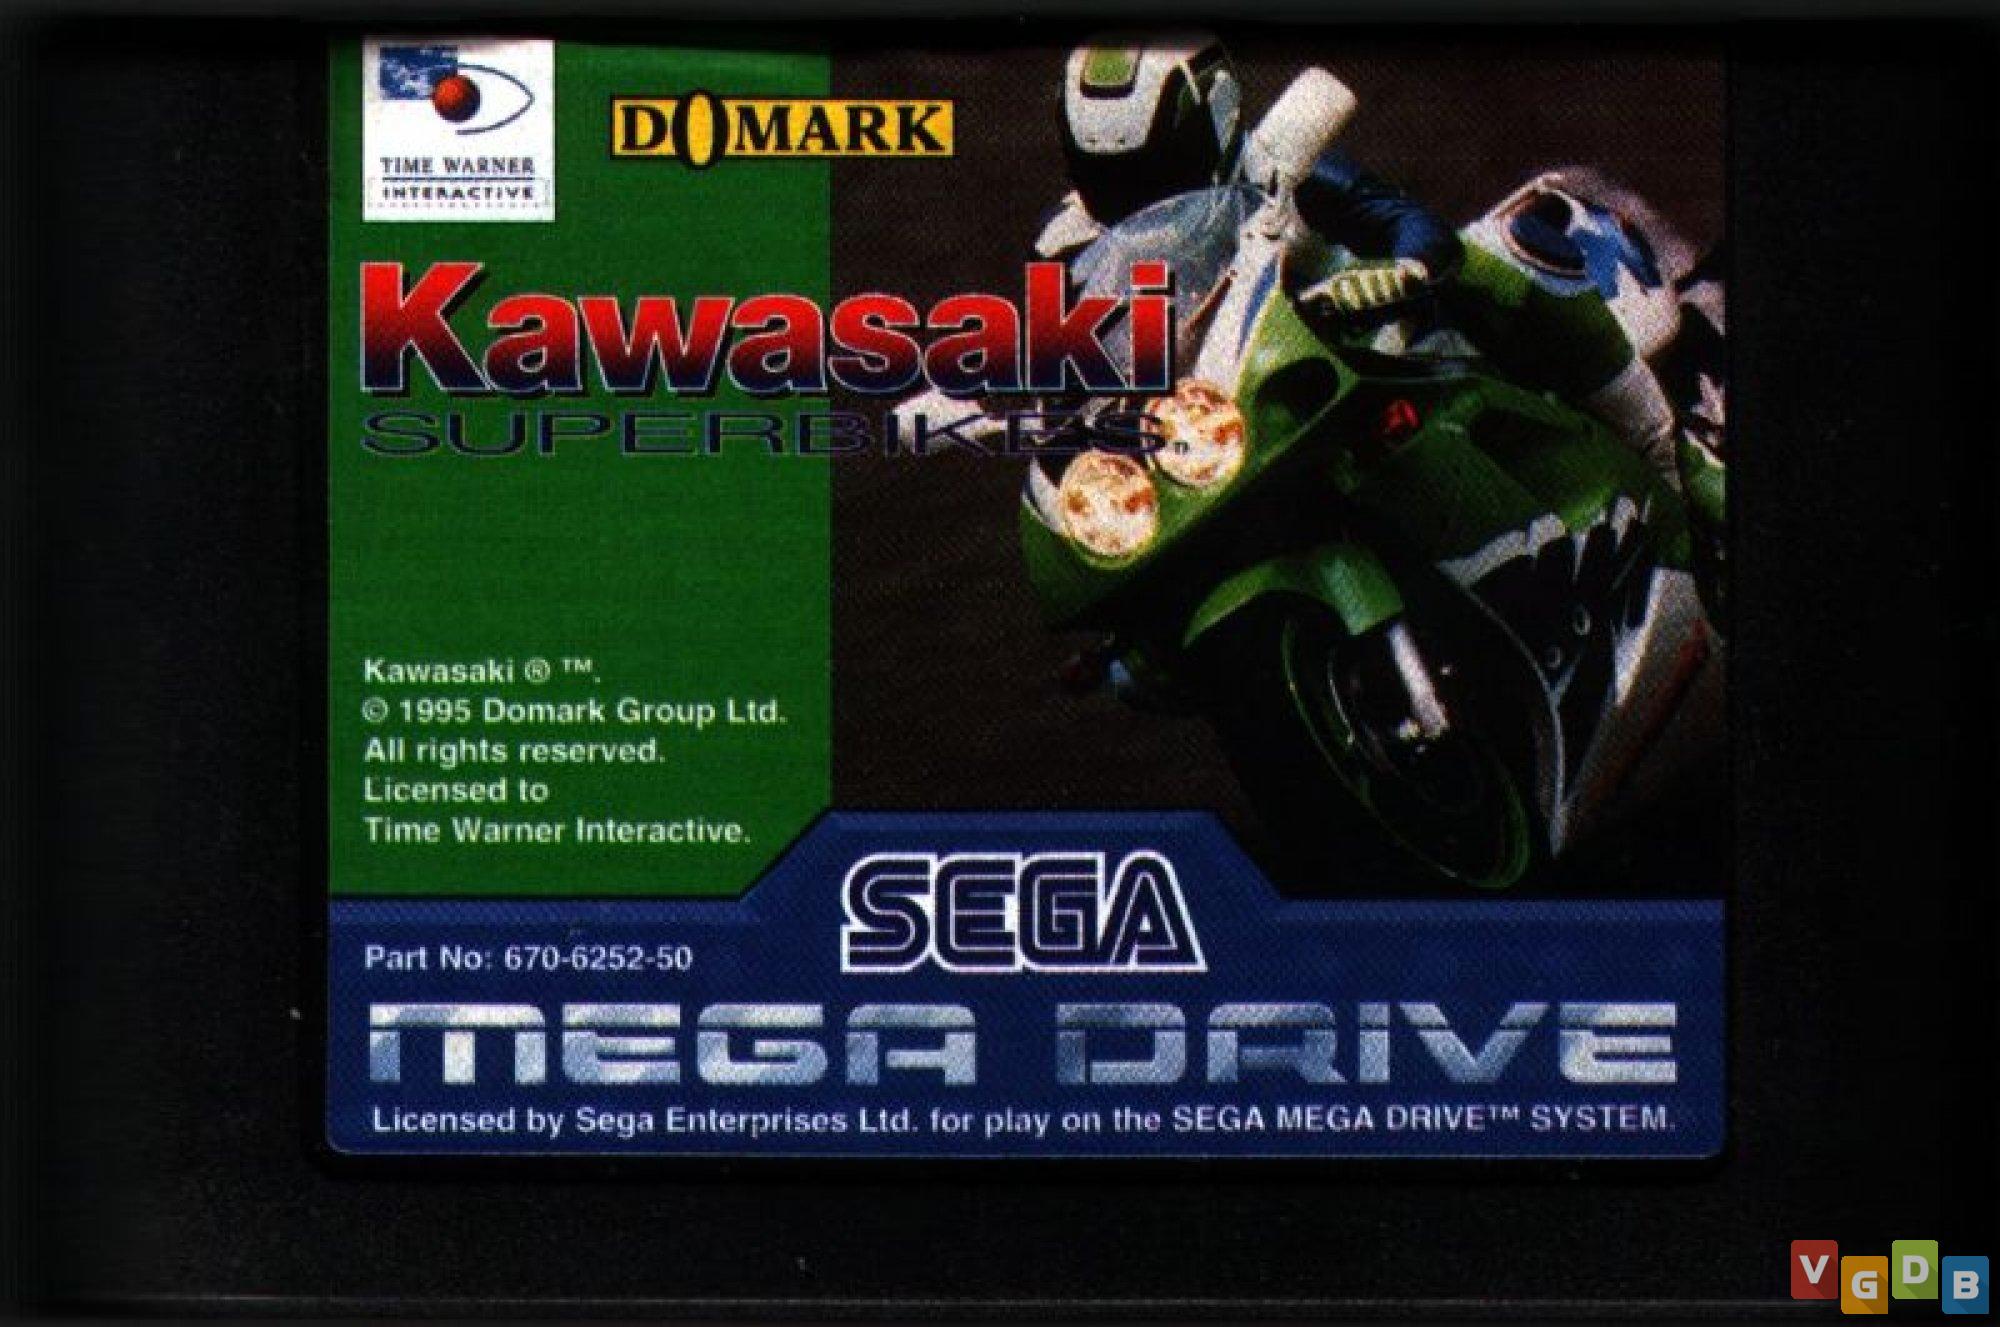 TIME WARNER
INTERACTIVE
DOMARK
Kawasaki
SUPERBIKES
Kawasaki ® ™.
© 1995 Domark Group Ltd.
All rights reserved.
Licensed to
Time Warner Interactive.
SEGA
Part No: 670-6252-50
MEGA DRIVE
Licensed by Sega Enterprises Ltd. for play on the SEGA MEGA DRIVE™ SYSTEM.
VGDB